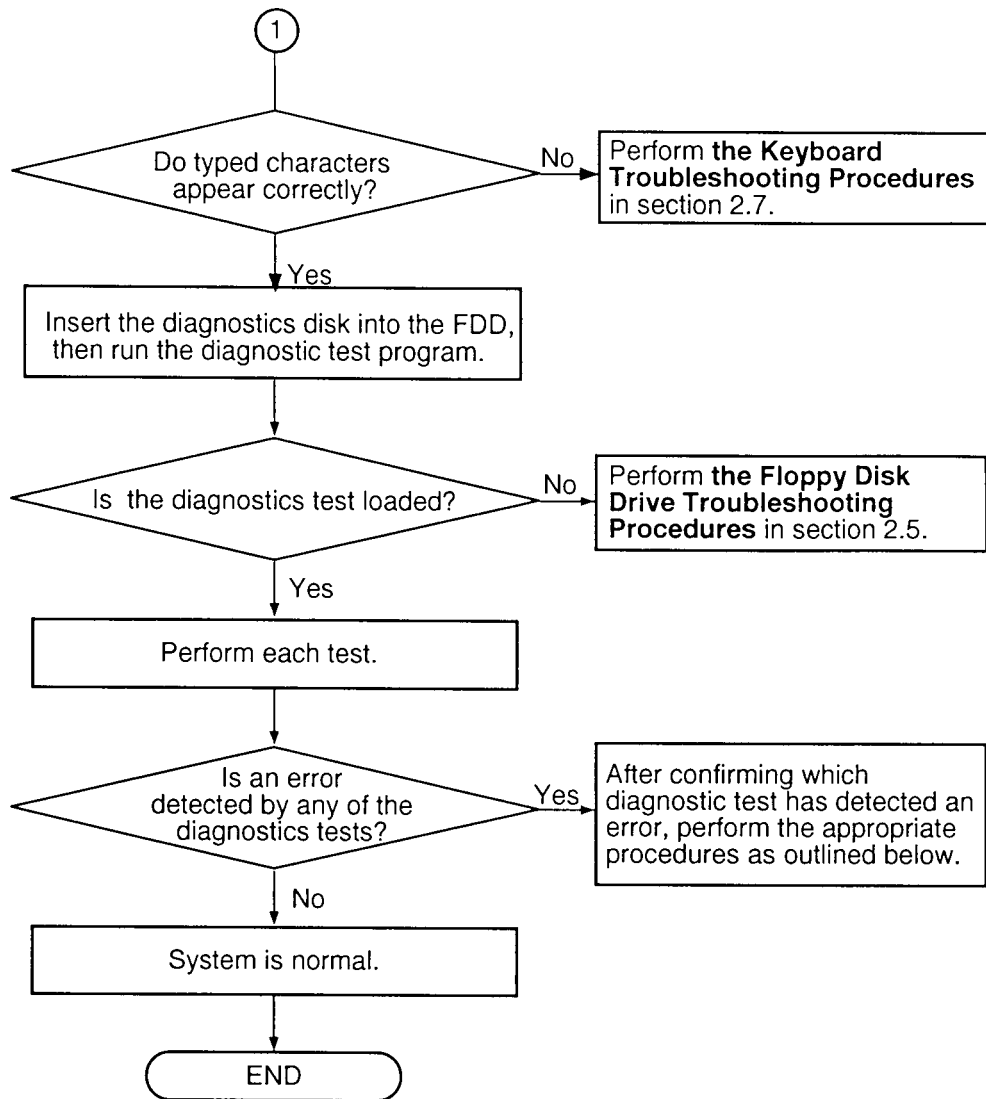 1
Do typed characters
appear correctly?
No
Perform the Keyboard
Troubleshooting Procedures
in section 2.7.
Yes
Insert the diagnostics disk into the FDD,
then run the diagnostic test program.
Is the diagnostics test loaded?
No
Perform the Floppy Disk
Drive Troubleshooting
Procedures in section 2.5.
Yes
Perform each test.
Is an error
detected by any of the
diagnostics tests?
Yes
After confirming which
diagnostic test has detected an
error, perform the appropriate
procedures as outlined below.
No
System is normal.
END